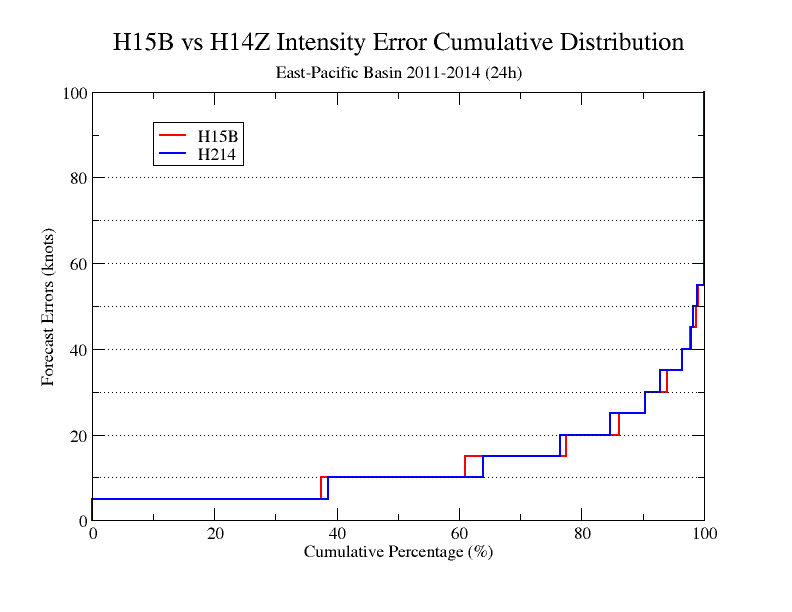 H15B vs H14Z Intensity Error Cumulative Distribution
East-Pacific Basin 2011-2014 (24h)
100
80
60
40
20
0
Forecast Errors (knots)
H15B
H214
0 20 40 60 80 100
Cumulative Percentage (%)